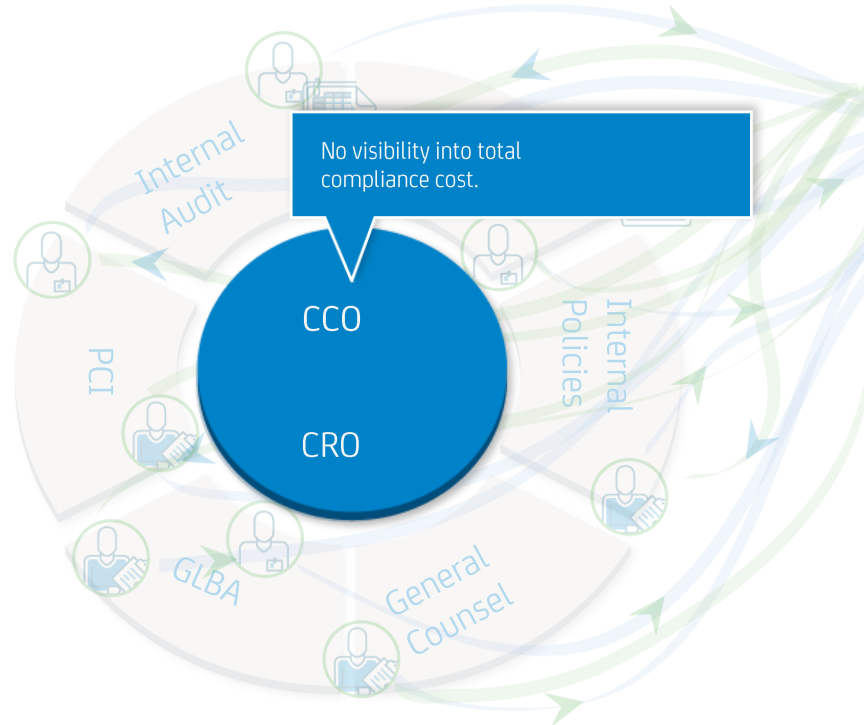 No visibility into total
compliance cost.
Internal
Audit
CCO
Internal
Policies
PCI
CRO
GLBA
General
Counsel